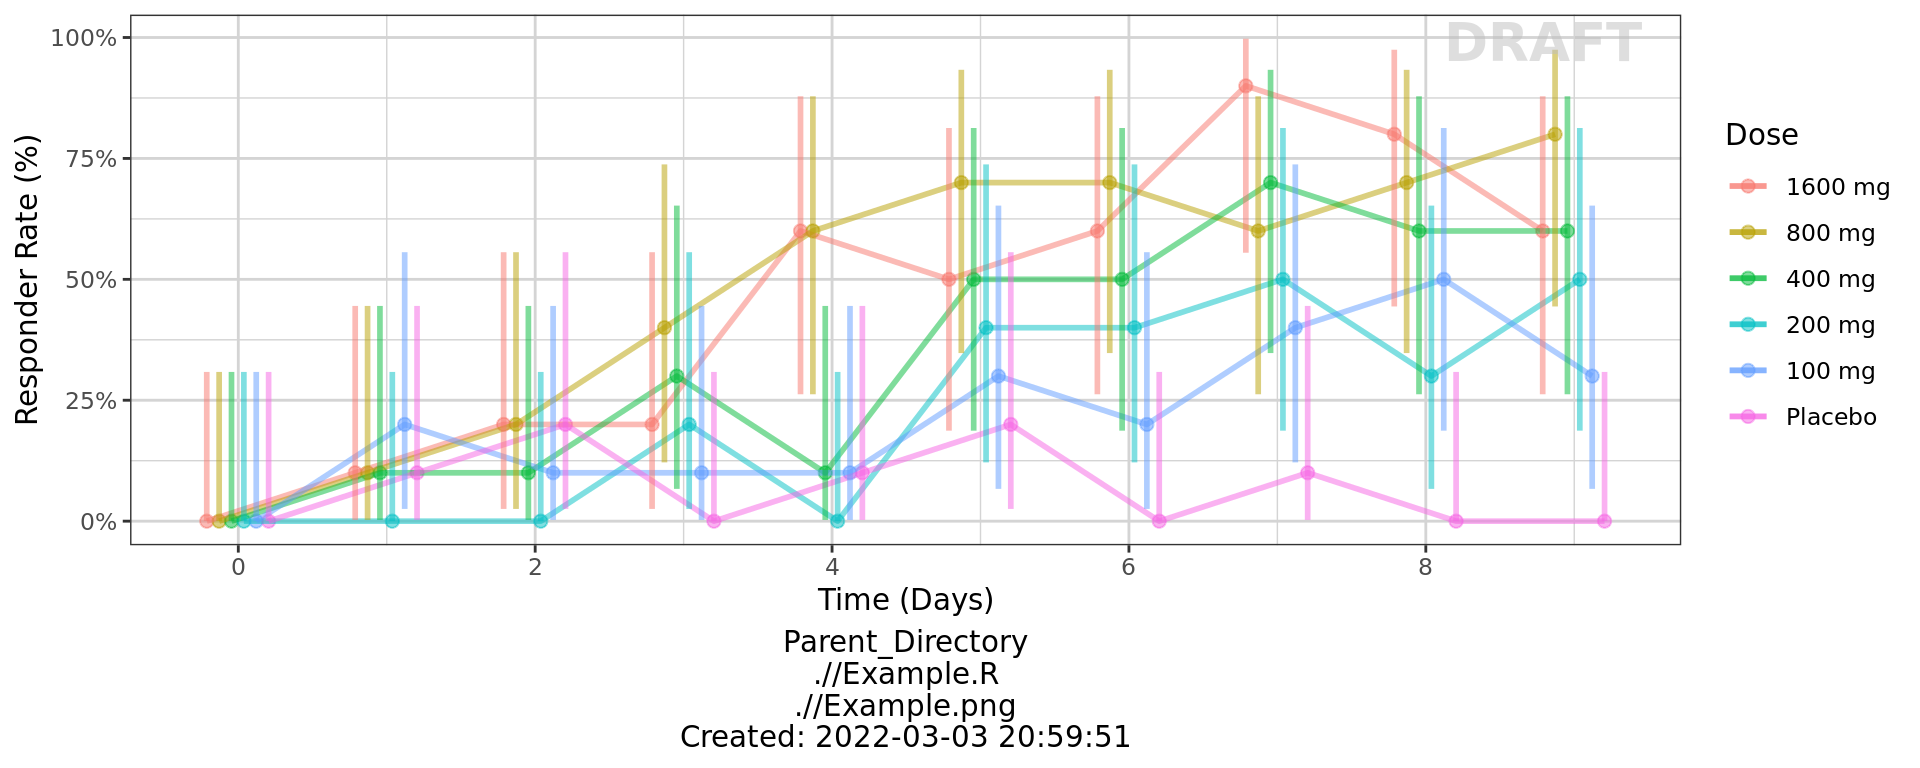 DRAFT
100%
75%
50%
25%
0%
Responder Rate (%)
0 2 4 6 8
Time (Days)
Parent_Directory
.//Example.R
.//Example.png
Created: 2022-03-03 20:59:51
Dose
1600 mg
800 mg
400 mg
200 mg
100 mg
Placebo